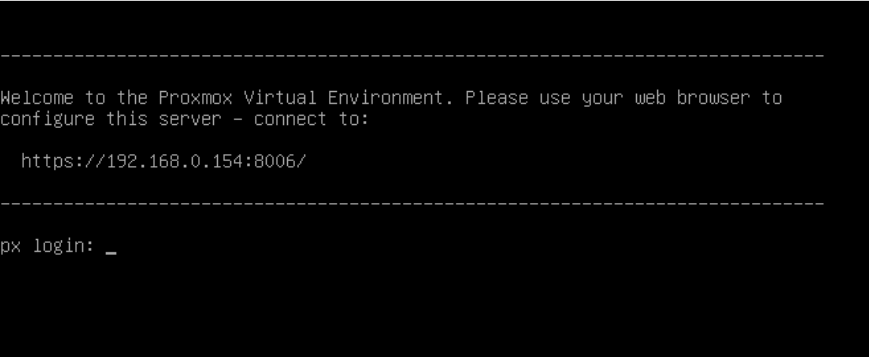 ------------------------------------------------------------------------------
Welcome to the Proxmox Virtual Environment. Please use your web browser to
configure this server - connect to:
https://192.168.0.154:8006/
------------------------------------------------------------------------------
px login: _